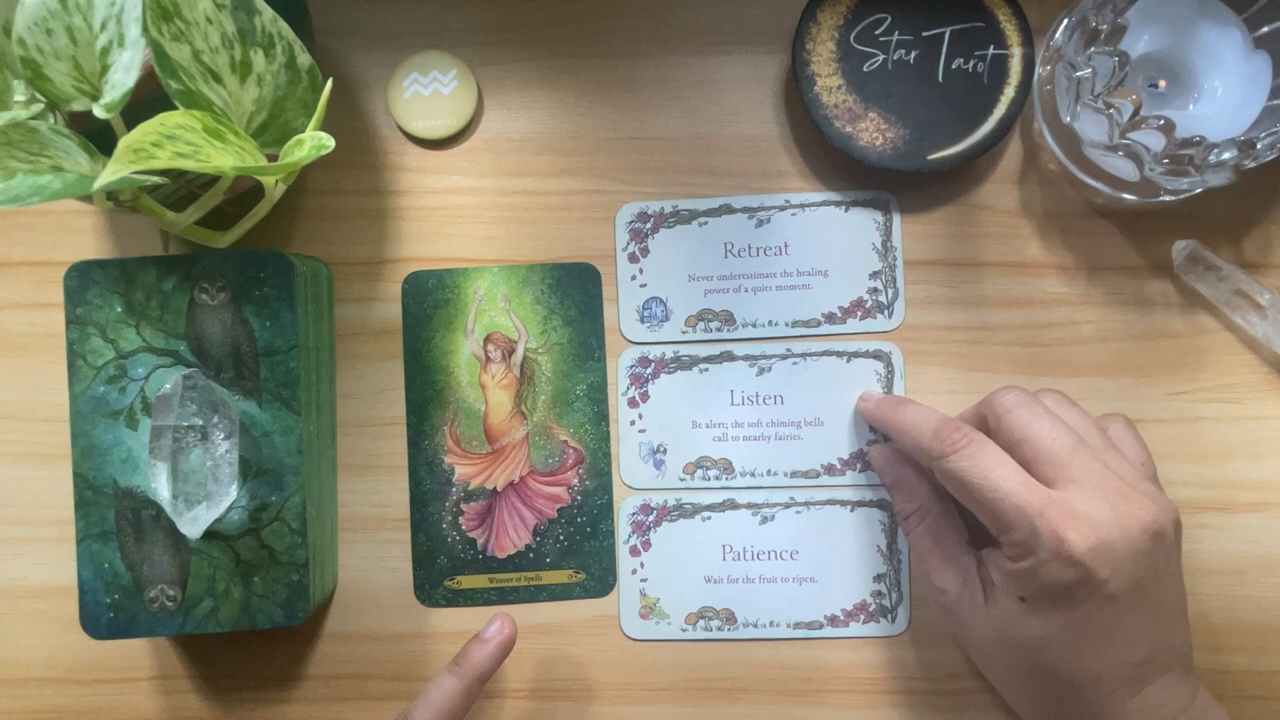 Star Tarot
Retreat
Never underestimate the healing
power of a quiet moment.
Listen
Be alert; the soft chiming bells
call to nearby fairies.
Patience
Wait for the fruit to ripen.
Weaver of Spells